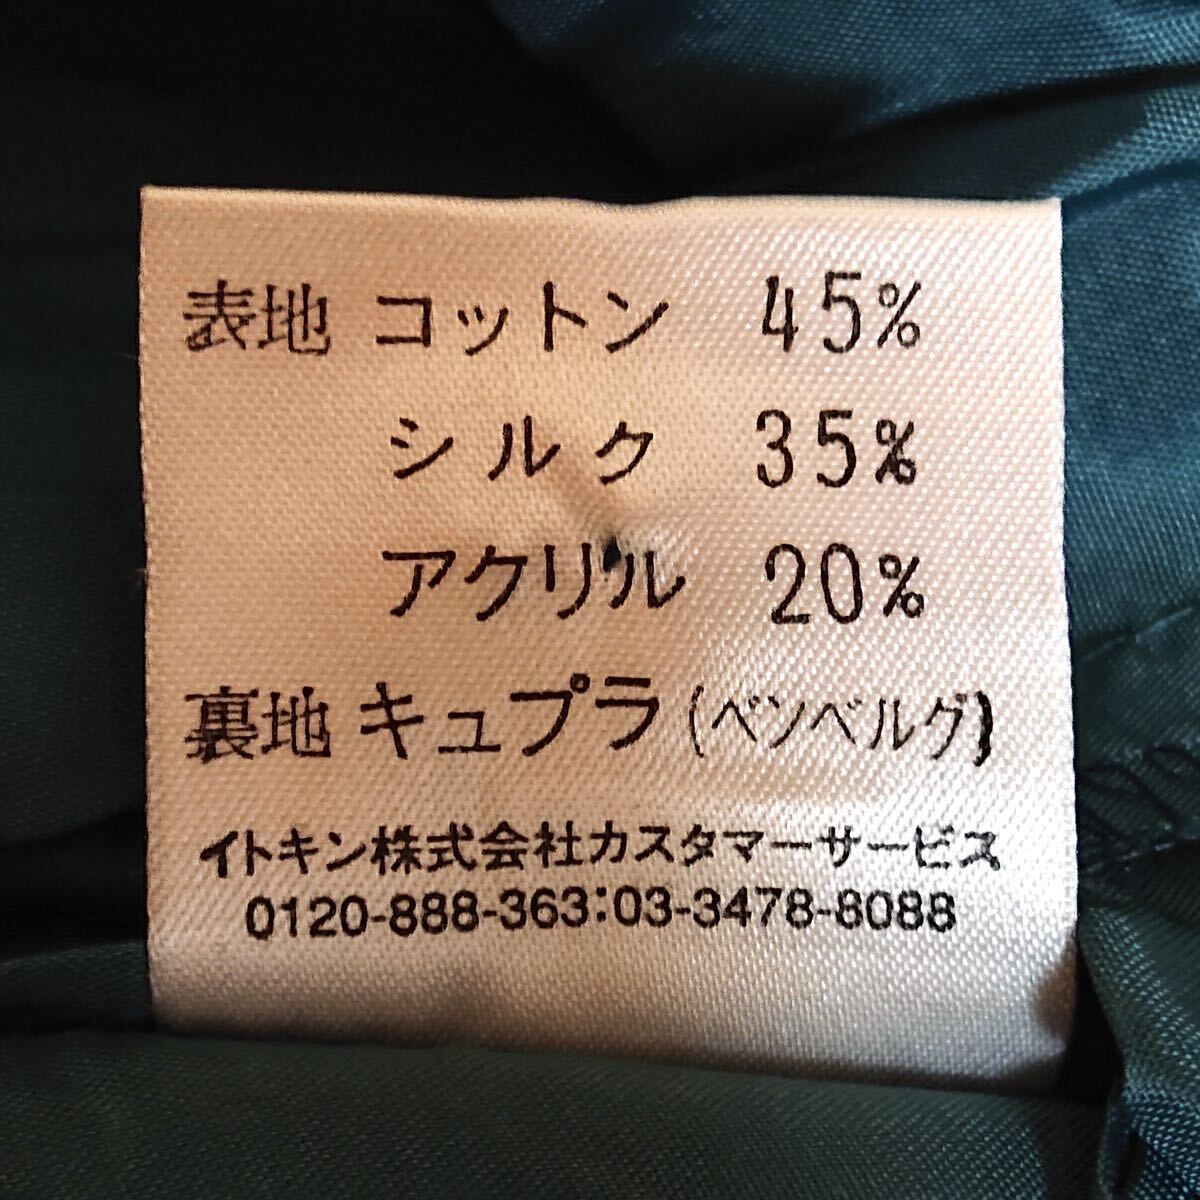 表地 コットン 45%
シルク 35%
アクリル 20%
裏地 キュプラ (ベンベルグ)
イトキン株式会社カスタマーサービス
0120-888-363:03-3478-8088